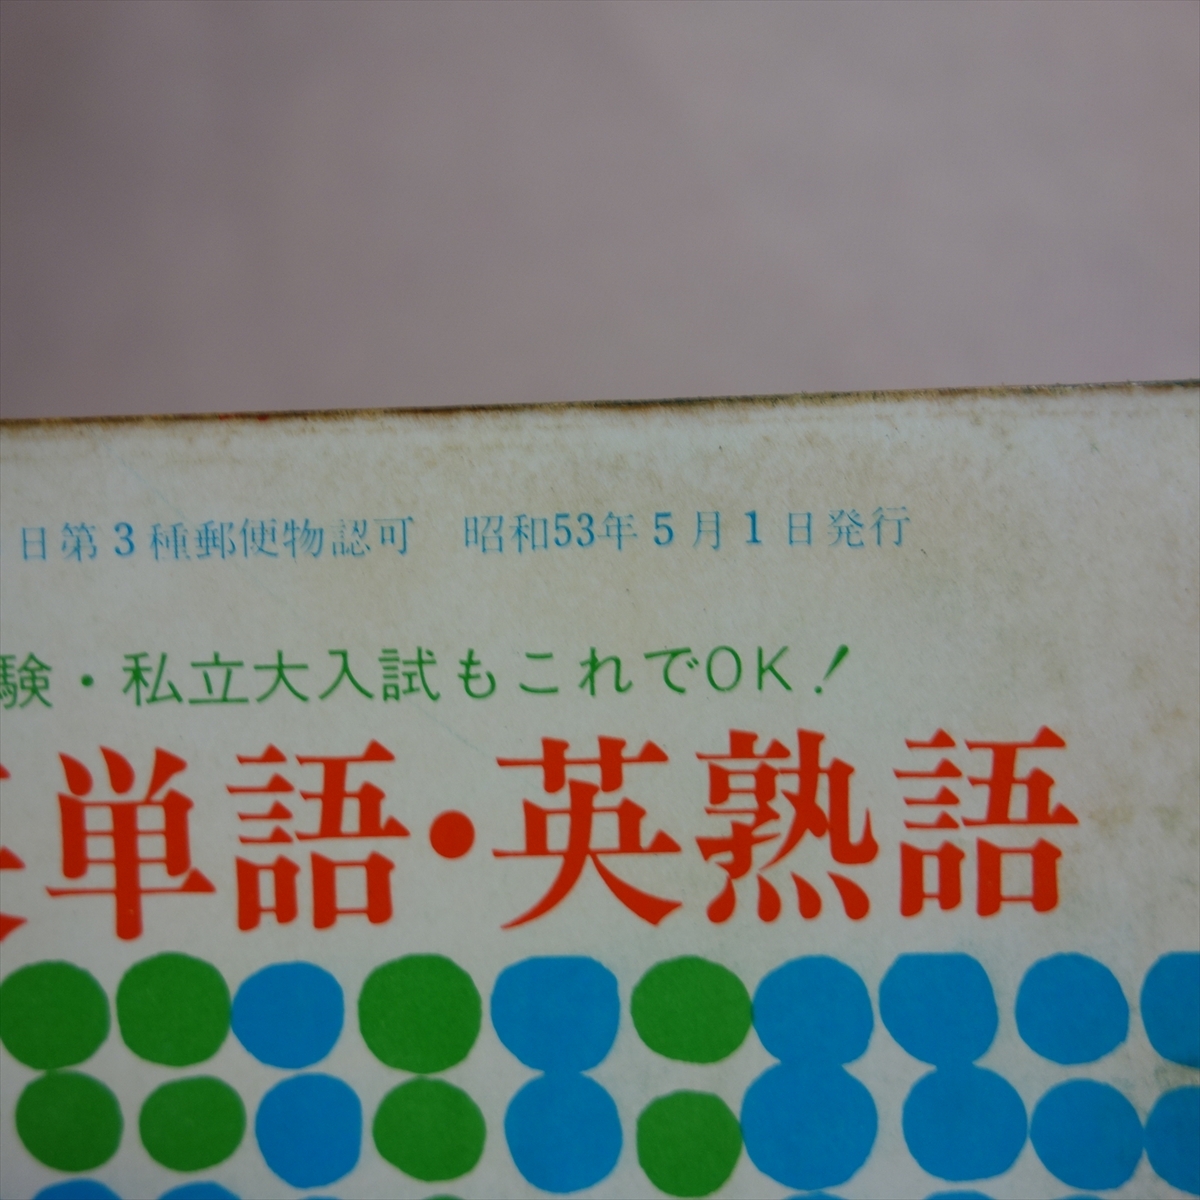 日第3種郵便物認可　昭和53年5月1日発行
験・私立大入試もこれでOK!
英単語・英熟語